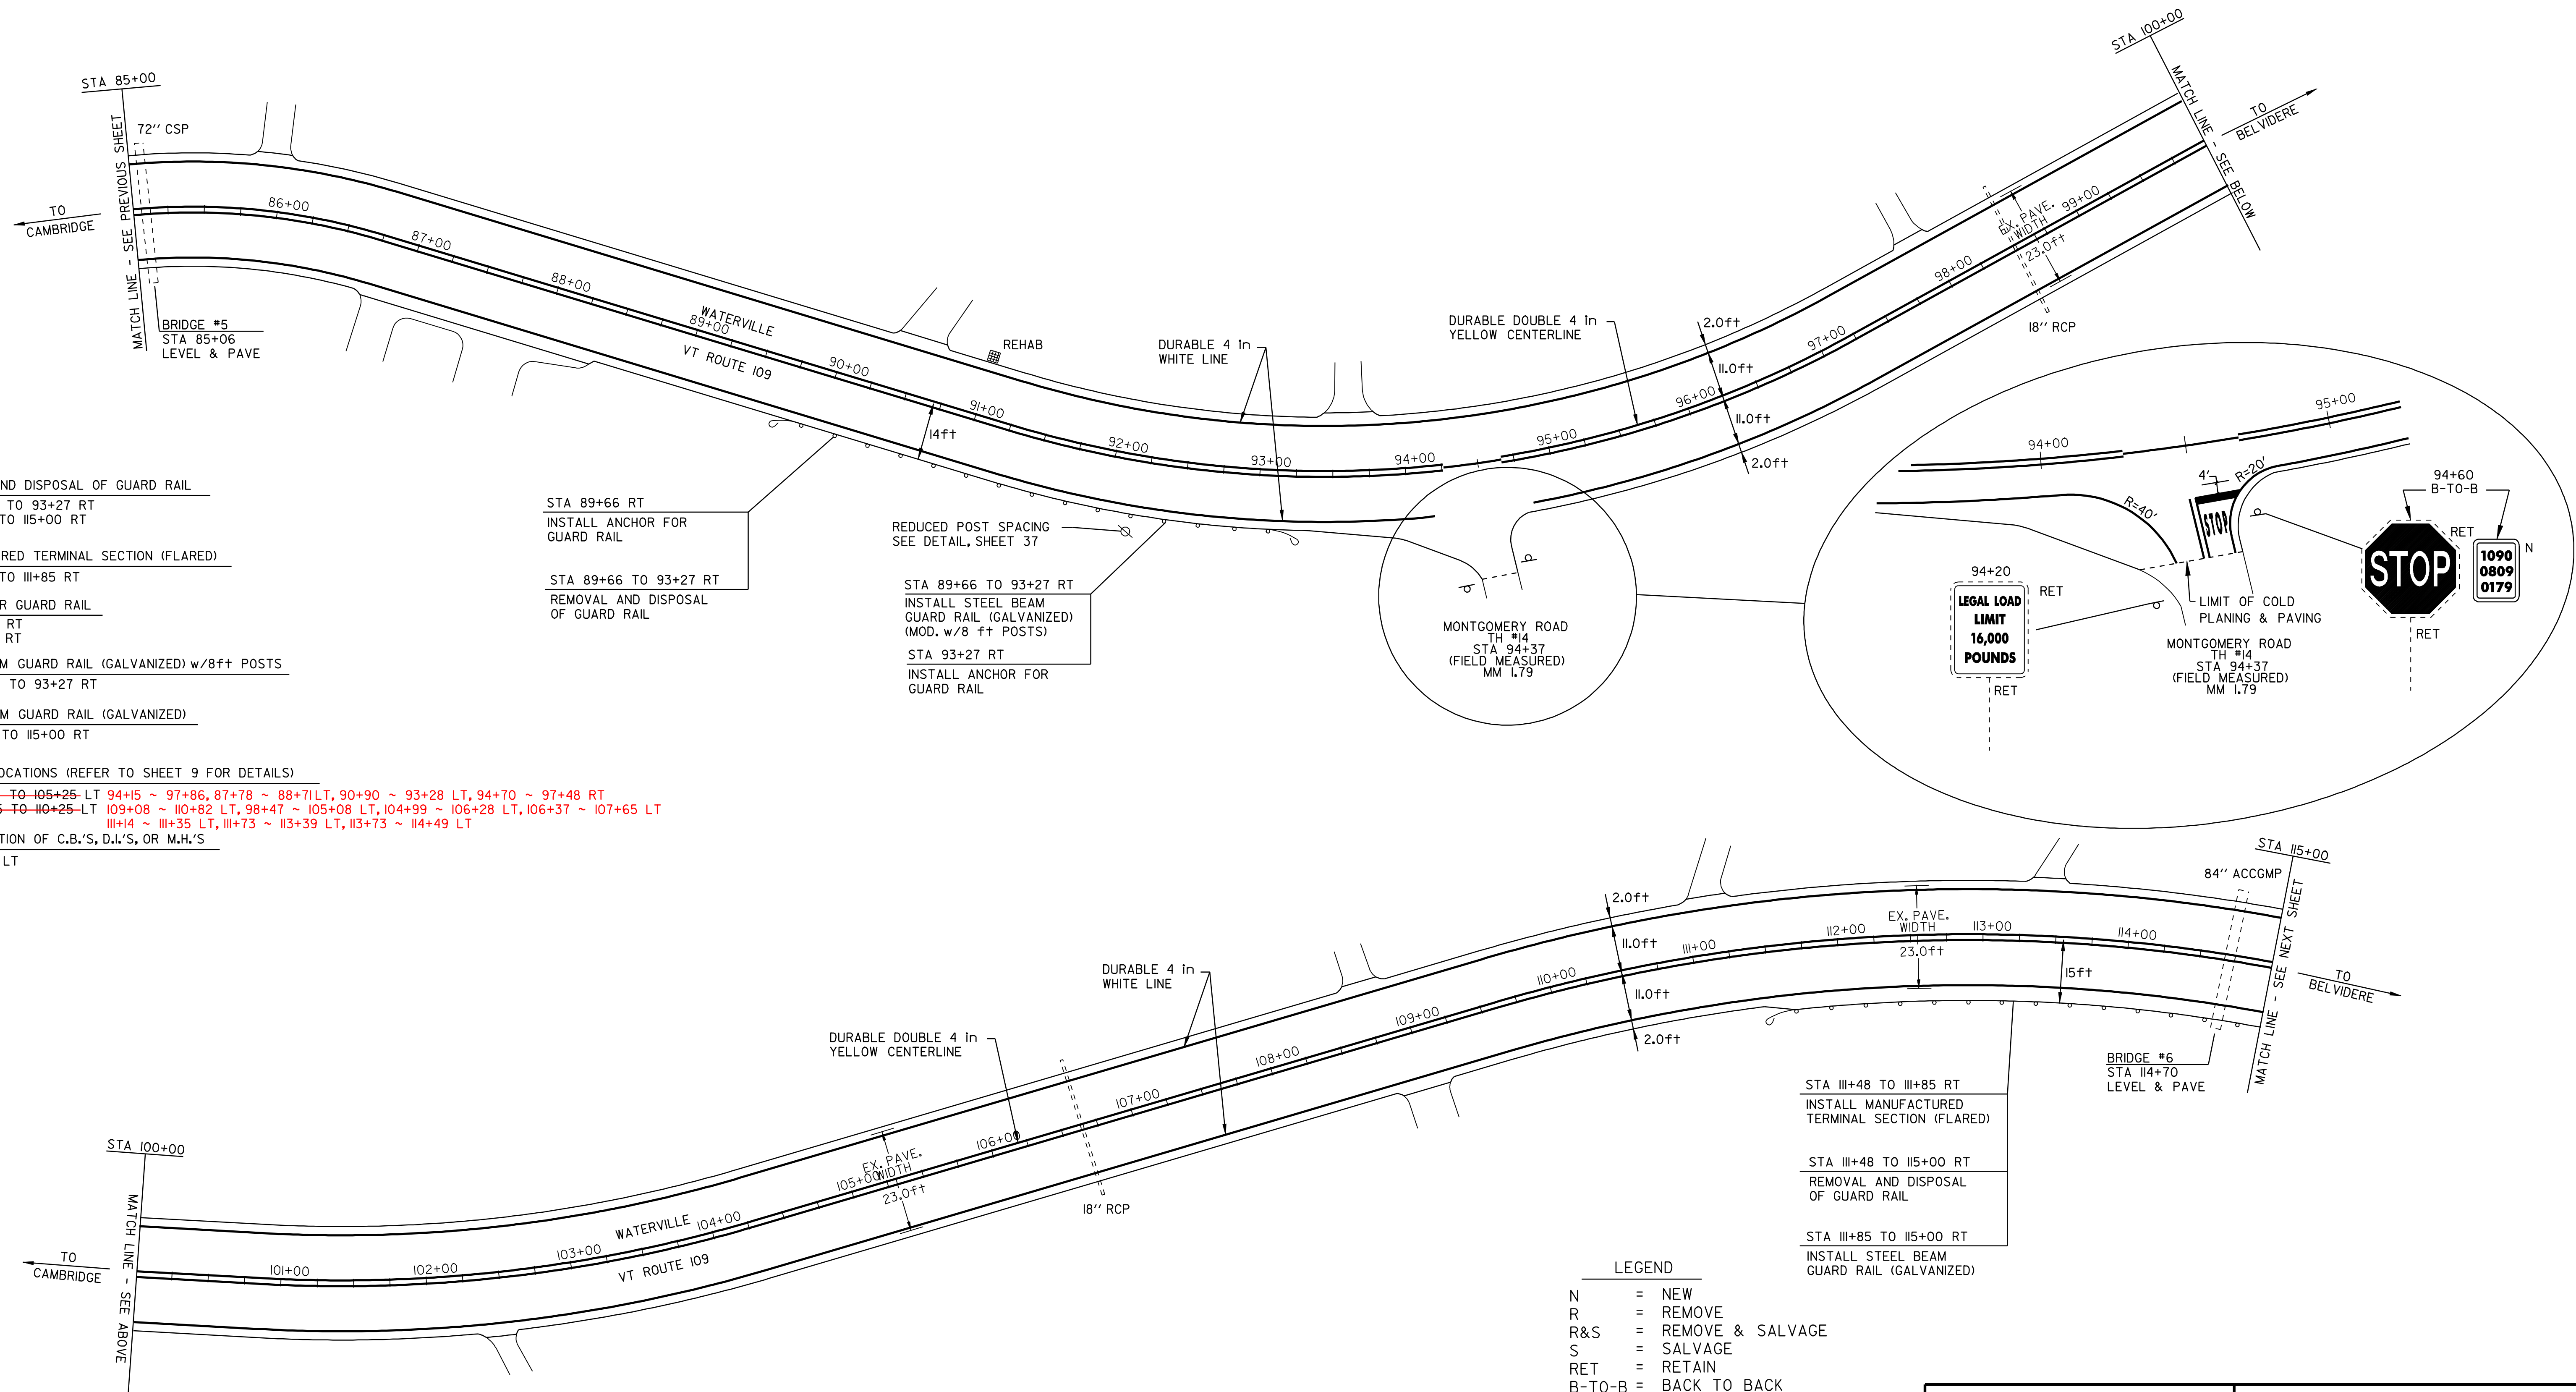 STA 85+00
72'' CSP
MATCH LINE - SEE PREVIOUS SHEET
TO
CAMBRIDGE
BRIDGE #5
STA 85+06
LEVEL & PAVE
86+00
87+00
88+00
89+00
90+00
91+00
92+00
93+00
94+00
95+00
96+00
97+00
98+00
99+00
WATERVILLE
VT ROUTE 109
14ft
REHAB
DURABLE 4 in
WHITE LINE
DURABLE DOUBLE 4 in
YELLOW CENTERLINE
2.0ft
11.0ft
11.0ft
2.0ft
EX. PAVE.
WIDTH
23.0ft
18'' RCP
STA 100+00
MATCH LINE - SEE BELOW
TO
BELVIDERE
STA 89+66 RT
INSTALL ANCHOR FOR
GUARD RAIL
STA 89+66 TO 93+27 RT
REMOVAL AND DISPOSAL
OF GUARD RAIL
REDUCED POST SPACING
SEE DETAIL, SHEET 37
STA 89+66 TO 93+27 RT
INSTALL STEEL BEAM
GUARD RAIL (GALVANIZED)
(MOD. w/8 ft POSTS)
STA 93+27 RT
INSTALL ANCHOR FOR
GUARD RAIL
MONTGOMERY ROAD
TH #14
STA 94+37
(FIELD MEASURED)
MM 1.79
94+00
95+00
4'
R=20'
R=40'
STOP
94+60
B-TO-B
RET
STOP
N
1090
0809
0179
RET
94+20
RET
LEGAL LOAD
LIMIT
16,000
POUNDS
RET
LIMIT OF COLD
PLANING & PAVING
MONTGOMERY ROAD
TH #14
STA 94+37
(FIELD MEASURED)
MM 1.79
ND DISPOSAL OF GUARD RAIL
TO 93+27 RT
TO 115+00 RT
RED TERMINAL SECTION (FLARED)
TO 111+85 RT
R GUARD RAIL
RT
RT
M GUARD RAIL (GALVANIZED) w/8ft POSTS
TO 93+27 RT
M GUARD RAIL (GALVANIZED)
TO 115+00 RT
OCATIONS (REFER TO SHEET 9 FOR DETAILS)
TO 105+25 LT 94+15 ~ 97+86, 87+78 ~ 88+71 LT, 90+90 ~ 93+28 LT, 94+70 ~ 97+48 RT
5 TO 110+25 LT 109+08 ~ 110+82 LT, 98+47 ~ 105+08 LT, 104+99 ~ 106+28 LT, 106+37 ~ 107+65 LT
111+14 ~ 111+35 LT, 111+73 ~ 113+39 LT, 113+73 ~ 114+49 LT
TION OF C.B.'S, D.I.'S, OR M.H.'S
LT
STA 100+00
MATCH LINE - SEE ABOVE
TO
CAMBRIDGE
101+00
102+00
103+00
104+00
105+00
106+00
107+00
108+00
109+00
110+00
111+00
112+00
113+00
114+00
WATERVILLE
VT ROUTE 109
EX. PAVE.
WIDTH
23.0ft
DURABLE DOUBLE 4 in
YELLOW CENTERLINE
18'' RCP
DURABLE 4 in
WHITE LINE
2.0ft
11.0ft
11.0ft
2.0ft
EX. PAVE.
WIDTH
23.0ft
15ft
84'' ACCGMP
STA 115+00
MATCH LINE - SEE NEXT SHEET
TO
BELVIDERE
BRIDGE #6
STA 114+70
LEVEL & PAVE
STA 111+48 TO 111+85 RT
INSTALL MANUFACTURED
TERMINAL SECTION (FLARED)
STA 111+48 TO 115+00 RT
REMOVAL AND DISPOSAL
OF GUARD RAIL
STA 111+85 TO 115+00 RT
INSTALL STEEL BEAM
GUARD RAIL (GALVANIZED)
LEGEND
N = NEW
R = REMOVE
R&S = REMOVE & SALVAGE
S = SALVAGE
RET = RETAIN
B-TO-B = BACK TO BACK